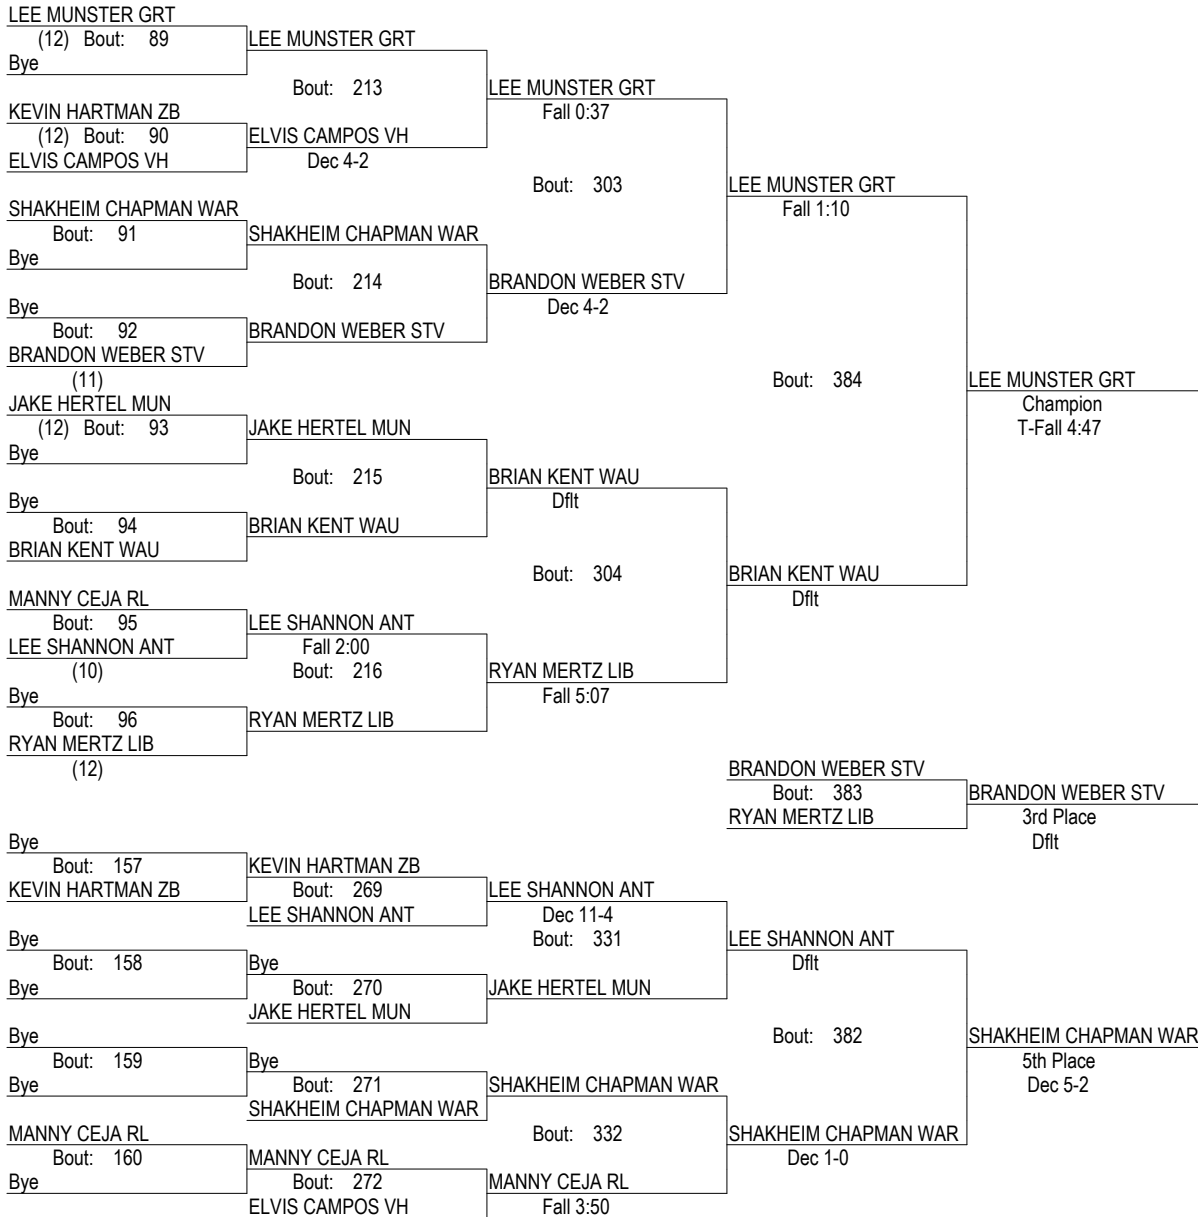 LEE MUNSTER GRT
(12) Bout: 89
LEE MUNSTER GRT
Bye
Bout: 213
LEE MUNSTER GRT
Fall 0:37
KEVIN HARTMAN ZB
(12) Bout: 90
ELVIS CAMPOS VH
ELVIS CAMPOS VH
Dec 4-2
Bout: 303
LEE MUNSTER GRT
Fall 1:10
SHAKHEIM CHAPMAN WAR
Bout: 91
SHAKHEIM CHAPMAN WAR
Bye
Bout: 214
BRANDON WEBER STV
Dec 4-2
Bye
Bout: 92
BRANDON WEBER STV
BRANDON WEBER STV
(11)
Bout: 384
LEE MUNSTER GRT
Champion
T-Fall 4:47
JAKE HERTEL MUN
(12) Bout: 93
JAKE HERTEL MUN
Bye
Bout: 215
BRIAN KENT WAU
Dflt
Bye
Bout: 94
BRIAN KENT WAU
BRIAN KENT WAU
Bout: 304
BRIAN KENT WAU
Dflt
MANNY CEJA RL
Bout: 95
LEE SHANNON ANT
LEE SHANNON ANT
Fall 2:00
(10)
Bout: 216
RYAN MERTZ LIB
Fall 5:07
Bye
Bout: 96
RYAN MERTZ LIB
RYAN MERTZ LIB
(12)
BRANDON WEBER STV
Bout: 383
BRANDON WEBER STV
RYAN MERTZ LIB
3rd Place
Dflt
Bye
Bout: 157
KEVIN HARTMAN ZB
KEVIN HARTMAN ZB
Bout: 269
LEE SHANNON ANT
LEE SHANNON ANT
Dec 11-4
Bout: 331
LEE SHANNON ANT
Dflt
Bye
Bout: 158
Bye
Bye
Bout: 270
JAKE HERTEL MUN
JAKE HERTEL MUN
Bout: 382
SHAKHEIM CHAPMAN WAR
5th Place
Dec 5-2
Bye
Bout: 159
Bye
Bye
Bout: 271
SHAKHEIM CHAPMAN WAR
SHAKHEIM CHAPMAN WAR
Bout: 332
SHAKHEIM CHAPMAN WAR
Dec 1-0
MANNY CEJA RL
Bout: 160
MANNY CEJA RL
Bye
Bout: 272
MANNY CEJA RL
ELVIS CAMPOS VH
Fall 3:50